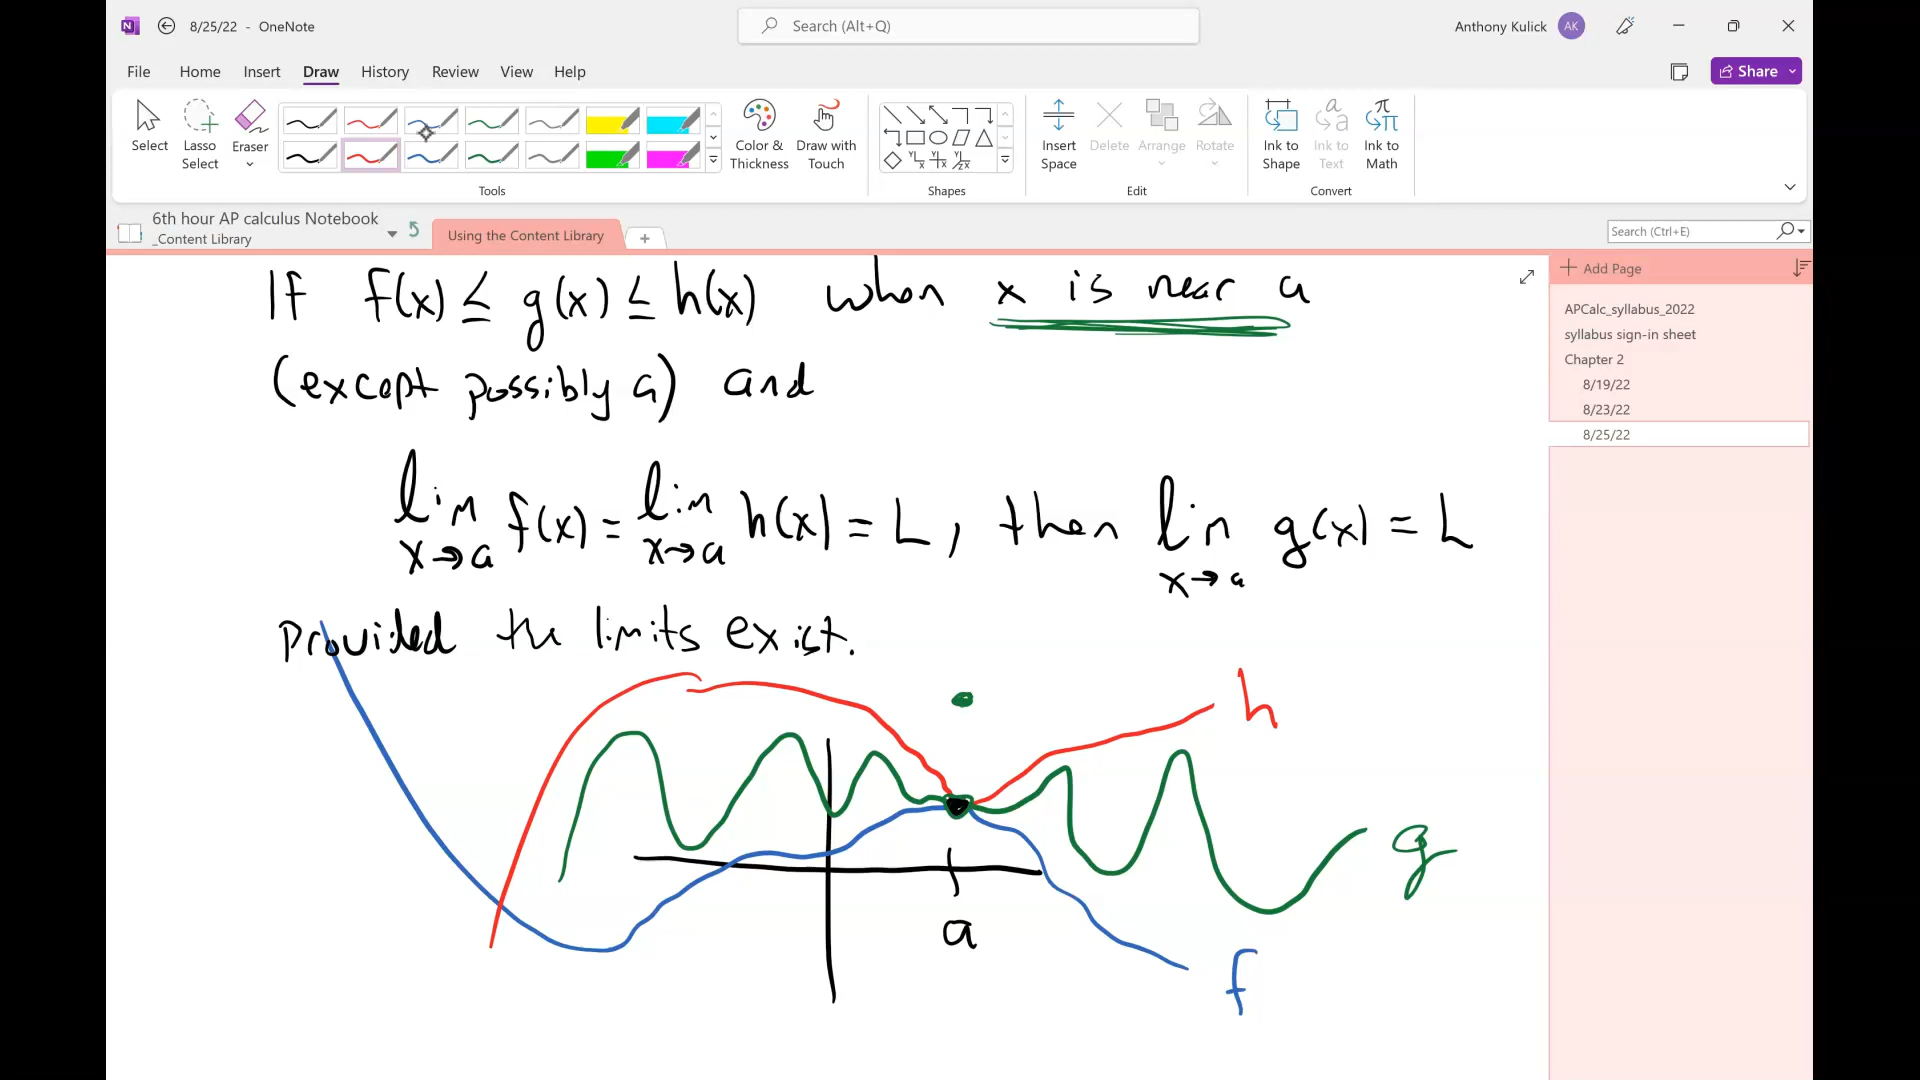 8/25/22 - OneNote
Search (Alt+Q)
Anthony Kulick AK
File Home Insert Draw History Review View Help
Share
Select
Lasso Select
Eraser
Color & Thickness
Draw with Touch
Insert Space
Delete
Arrange
Rotate
Ink to Shape
Ink to Text
Ink to Math
Tools
Shapes
Edit
Convert
6th hour AP calculus Notebook
_Content Library
Using the Content Library
Search (Ctrl+E)
Add Page
APCalc_syllabus_2022
syllabus sign-in sheet
Chapter 2
8/19/22
8/23/22
8/25/22
If f(x) ≤ g(x) ≤ h(x) when x is near a
(except possibly a) and
lim f(x) = lim h(x) = L, then lim g(x) = L
x→a x→a x→a
Provided the limits exist.
h
g
a
f